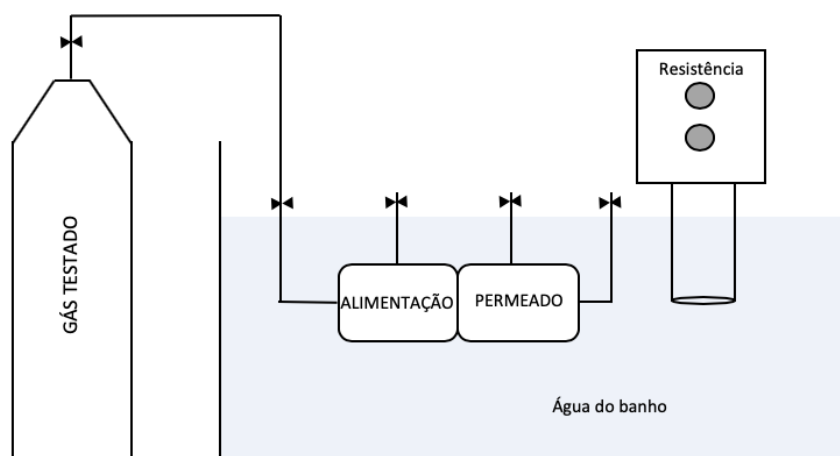 GÁS TESTADO
Resistência
ALIMENTAÇÃO
PERMEADO
Água do banho